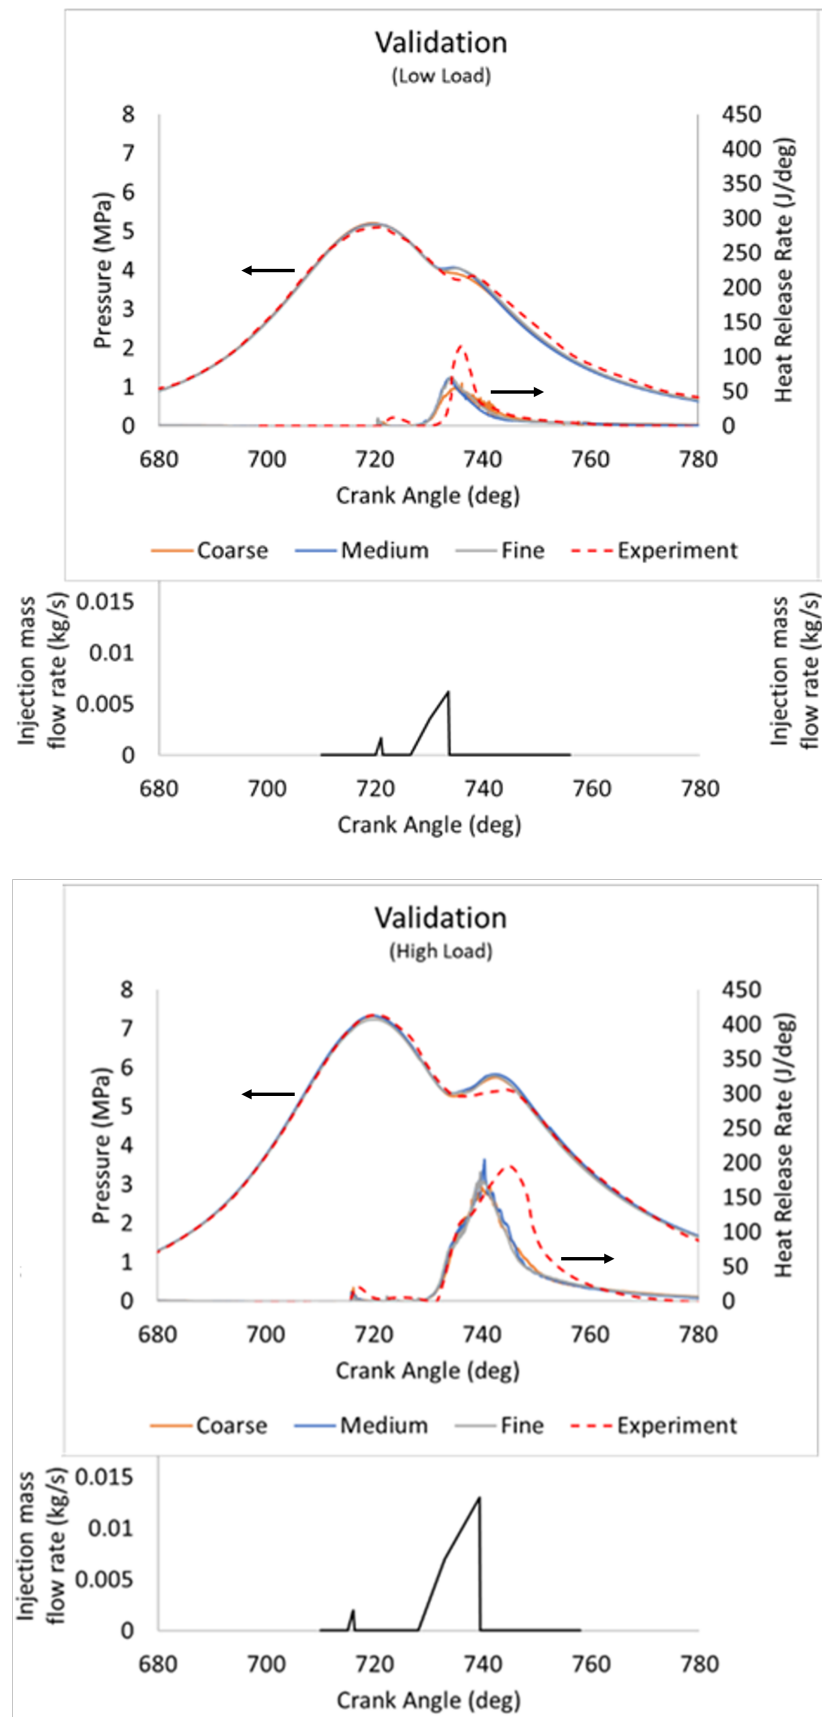 Validation
(Low Load)
8
7
6
5
4
3
2
1
0
Pressure (MPa)
450
400
350
300
250
200
150
100
50
0
Heat Release Rate (J/deg)
680 700 720 740 760 780
Crank Angle (deg)
Coarse Medium Fine Experiment
Injection mass
flow rate (kg/s)
0.015
0.01
0.005
0
Injection mass
flow rate (kg/s)
680 700 720 740 760 780
Crank Angle (deg)
Validation
(High Load)
8
7
6
5
4
3
2
1
0
Pressure (MPa)
450
400
350
300
250
200
150
100
50
0
Heat Release Rate (J/deg)
680 700 720 740 760 780
Crank Angle (deg)
Coarse Medium Fine Experiment
Injection mass
flow rate (kg/s)
0.015
0.01
0.005
0
680 700 720 740 760 780
Crank Angle (deg)